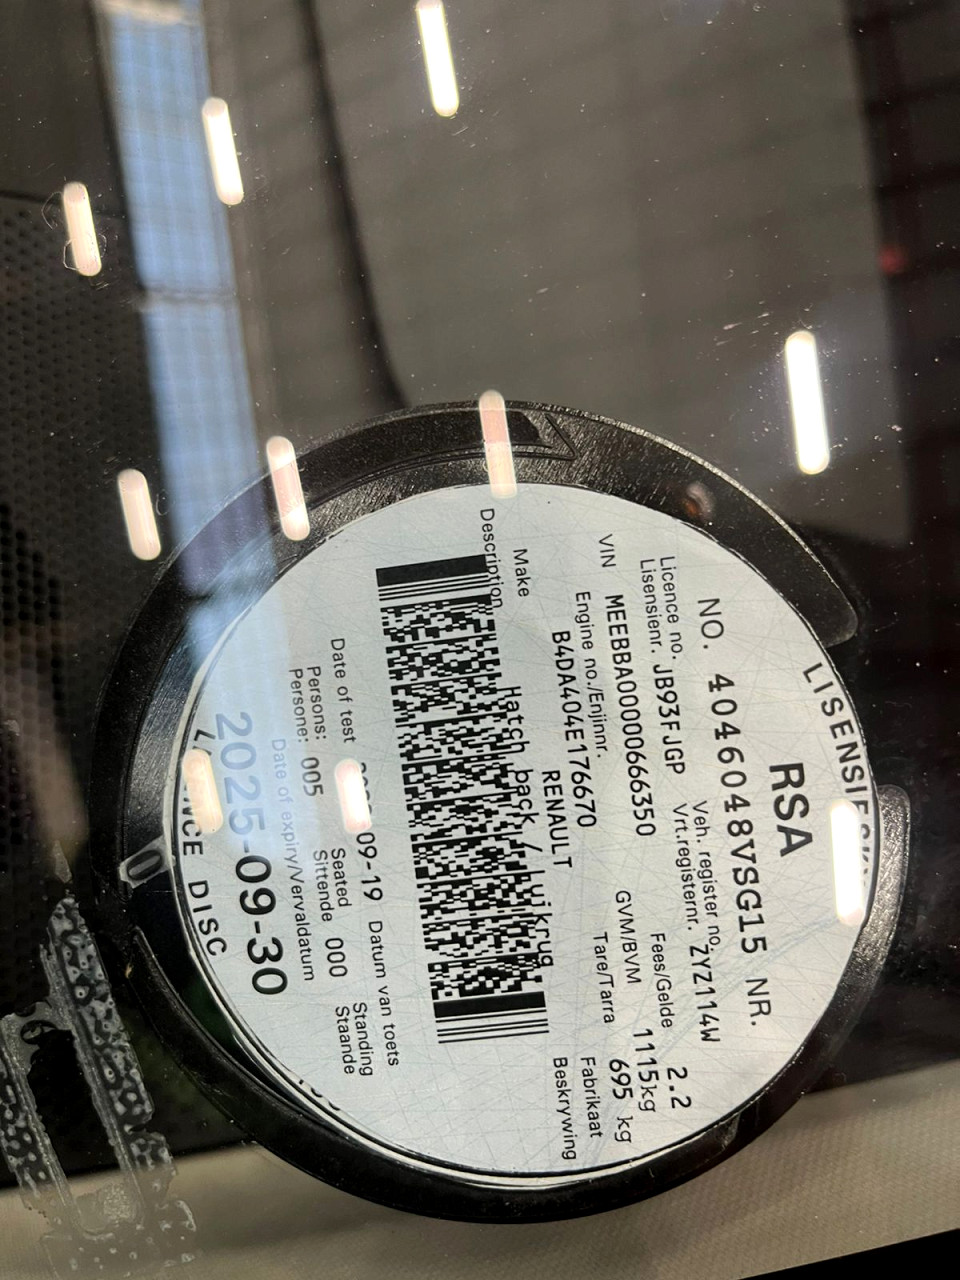 LISENSIE
RSA
NO. 4046048VSG15 NR.
Licence no.
Lisensienr. JB93FJGP
Veh. register no.
Vrt.registernr. ZYZ114W
VIN MEEBBA00000666350
Fees/Gelde 2.2
GVM/BVM 1115kg
Engine no./Enjinnr.
B4DA404E176670
Tare/Tarra 695 kg
Make RENAULT Fabrikaat
Description Hatch back / Luikrug Beskrywing
Date of test 09-19 Datum van toets
Persons:
Persone: 005
Seated
Sittende 000
Standing
Staande
Date of expiry/Vervaldatum
2025-09-30
DISC